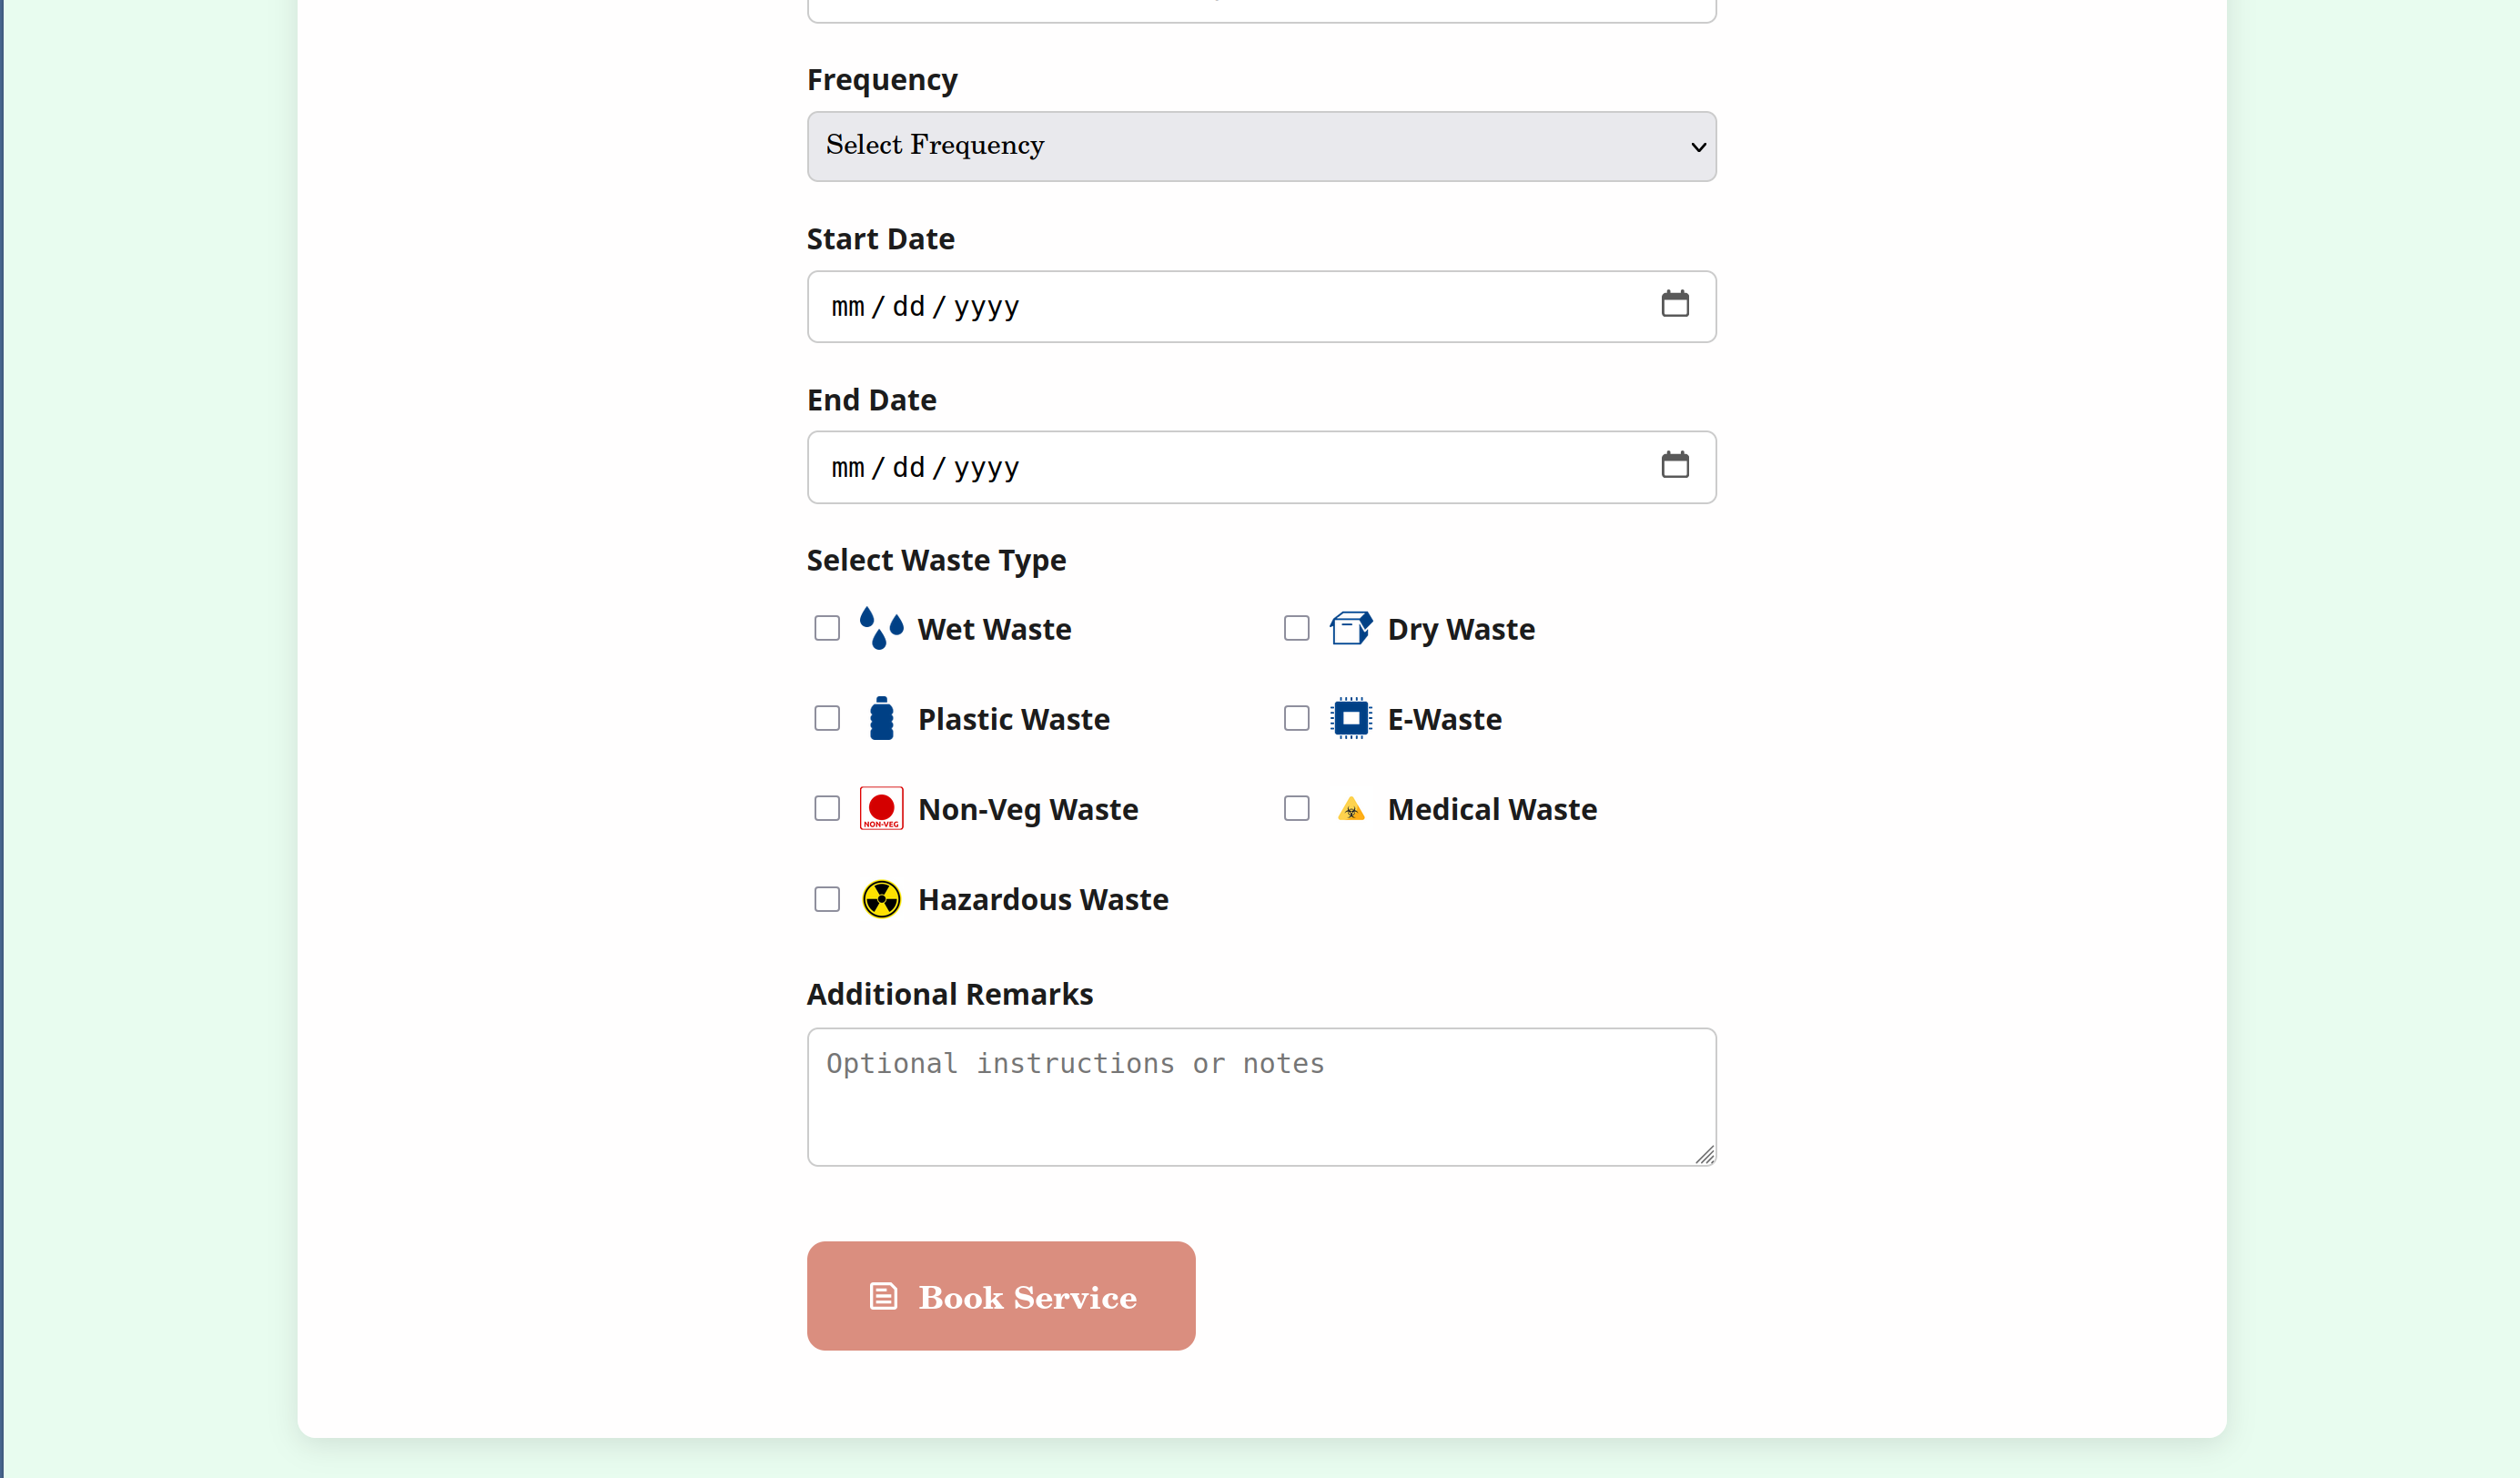 Frequency
Select Frequency
Start Date
mm/dd/yyyy
End Date
mm/dd/yyyy
Select Waste Type
Wet Waste
Dry Waste
Plastic Waste
E-Waste
NON-VEG
Non-Veg Waste
Medical Waste
Hazardous Waste
Additional Remarks
Optional instructions or notes
Book Service